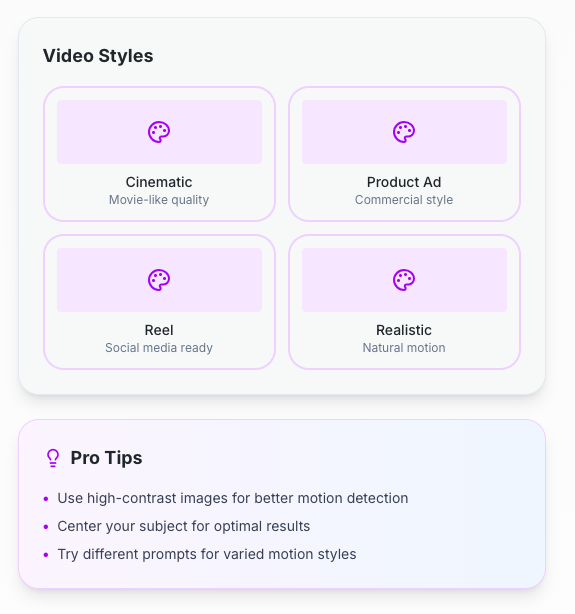 Video Styles
Cinematic
Movie-like quality
Product Ad
Commercial style
Reel
Social media ready
Realistic
Natural motion
Pro Tips
• Use high-contrast images for better motion detection
• Center your subject for optimal results
• Try different prompts for varied motion styles